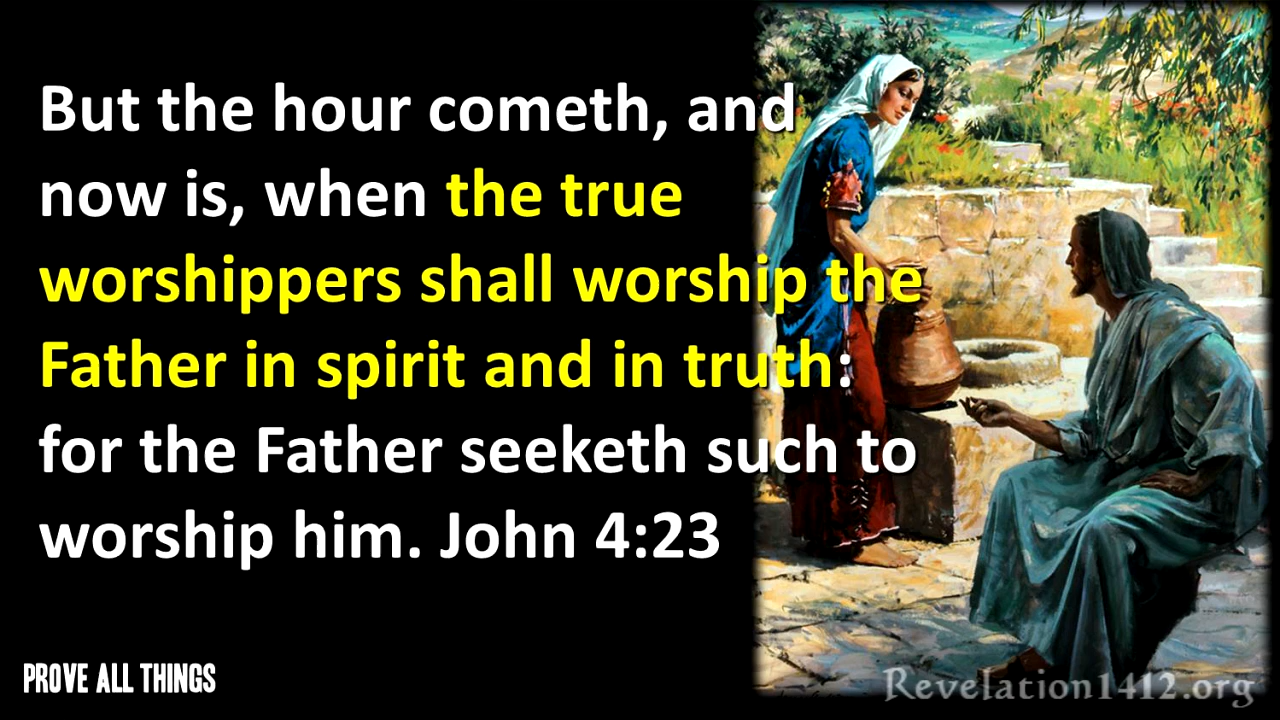 But the hour cometh, and
now is, when the true
worshippers shall worship the
Father in spirit and in truth:
for the Father seeketh such to
worship him. John 4:23
PROVE ALL THINGS
Revelation1412.org